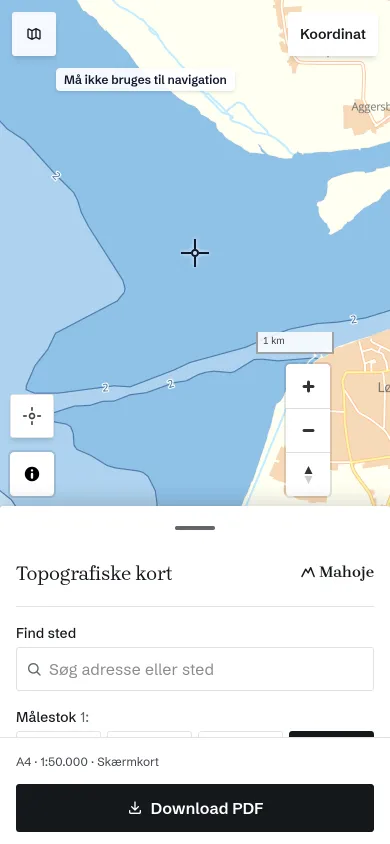 Koordinat
Må ikke bruges til navigation
Aggersb
2
2
1 km
Lø
2
2
Topografiske kort
Mahoje
Find sted
Søg adresse eller sted
Målestok 1:
A4 · 1:50.000 · Skærmkort
Download PDF